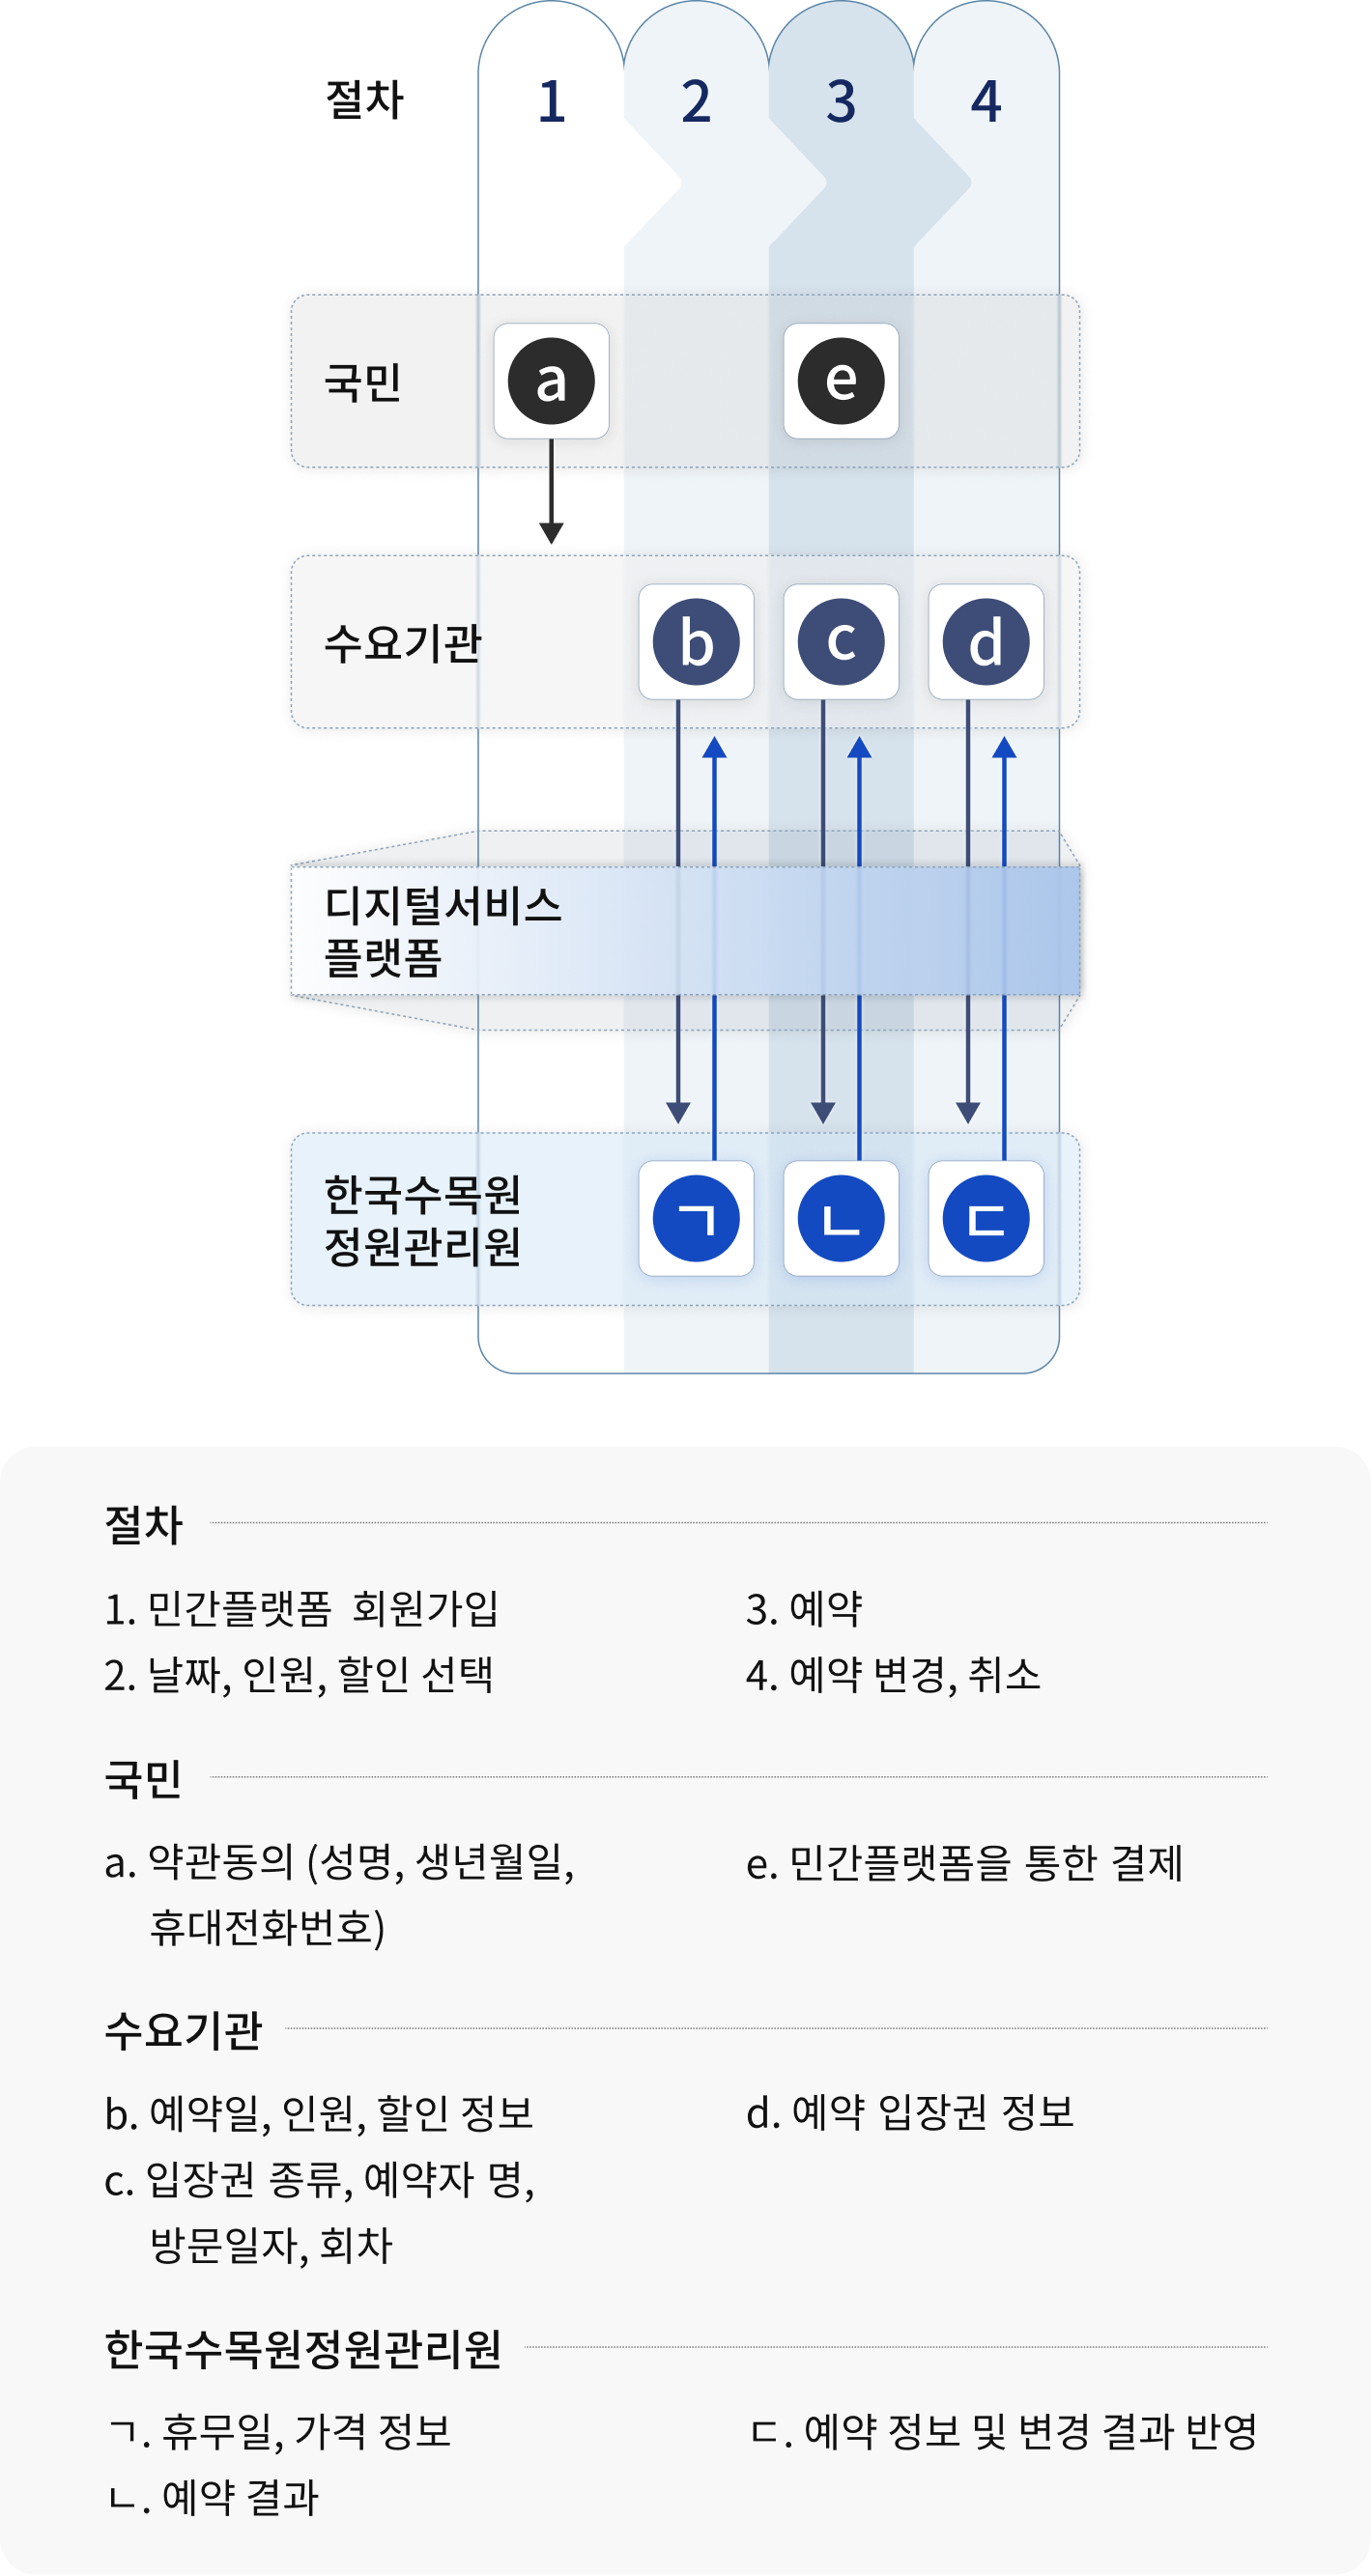 절차
1 2 3 4
국민
a e
수요기관
b c d
디지털서비스
플랫폼
한국수목원
정원관리원
ㄱ ㄴ ㄷ
절차
1. 민간플랫폼 회원가입
2. 날짜, 인원, 할인 선택
3. 예약
4. 예약 변경, 취소
국민
a. 약관동의 (성명, 생년월일,
휴대전화번호)
e. 민간플랫폼을 통한 결제
수요기관
b. 예약일, 인원, 할인 정보
c. 입장권 종류, 예약자 명,
방문일자, 회차
d. 예약 입장권 정보
한국수목원정원관리원
ㄱ. 휴무일, 가격 정보
ㄴ. 예약 결과
ㄷ. 예약 정보 및 변경 결과 반영